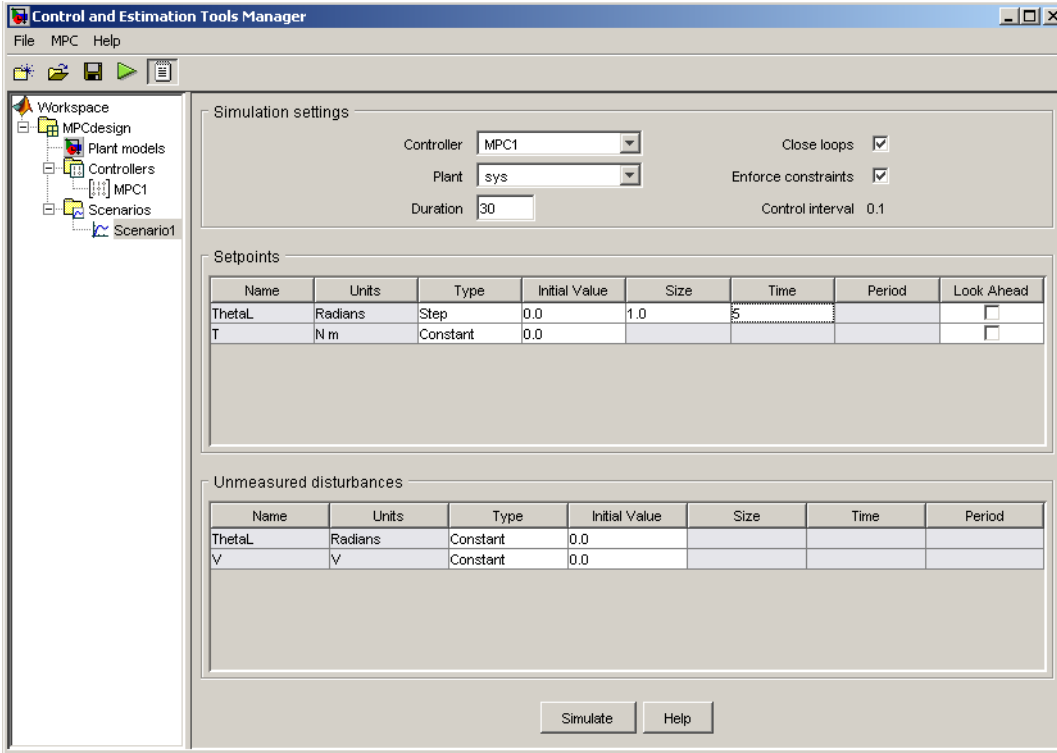 Control and Estimation Tools Manager
File MPC Help
Workspace
MPCdesign
Plant models
Controllers
MPC1
Scenarios
Scenario1
Simulation settings
Controller MPC1 Close loops
Plant sys Enforce constraints
Duration 30 Control interval 0.1
Setpoints
Name Units Type Initial Value Size Time Period Look Ahead
ThetaL Radians Step 0.0 1.0 5
T N m Constant 0.0
Unmeasured disturbances
Name Units Type Initial Value Size Time Period
ThetaL Radians Constant 0.0
V V Constant 0.0
Simulate Help